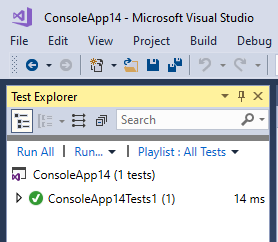 ConsoleApp14 - Microsoft Visual Studio
File Edit View Project Build Debug
Test Explorer
Search
Run All | Run... | Playlist : All Tests
ConsoleApp14 (1 tests)
ConsoleApp14Tests1 (1) 14 ms